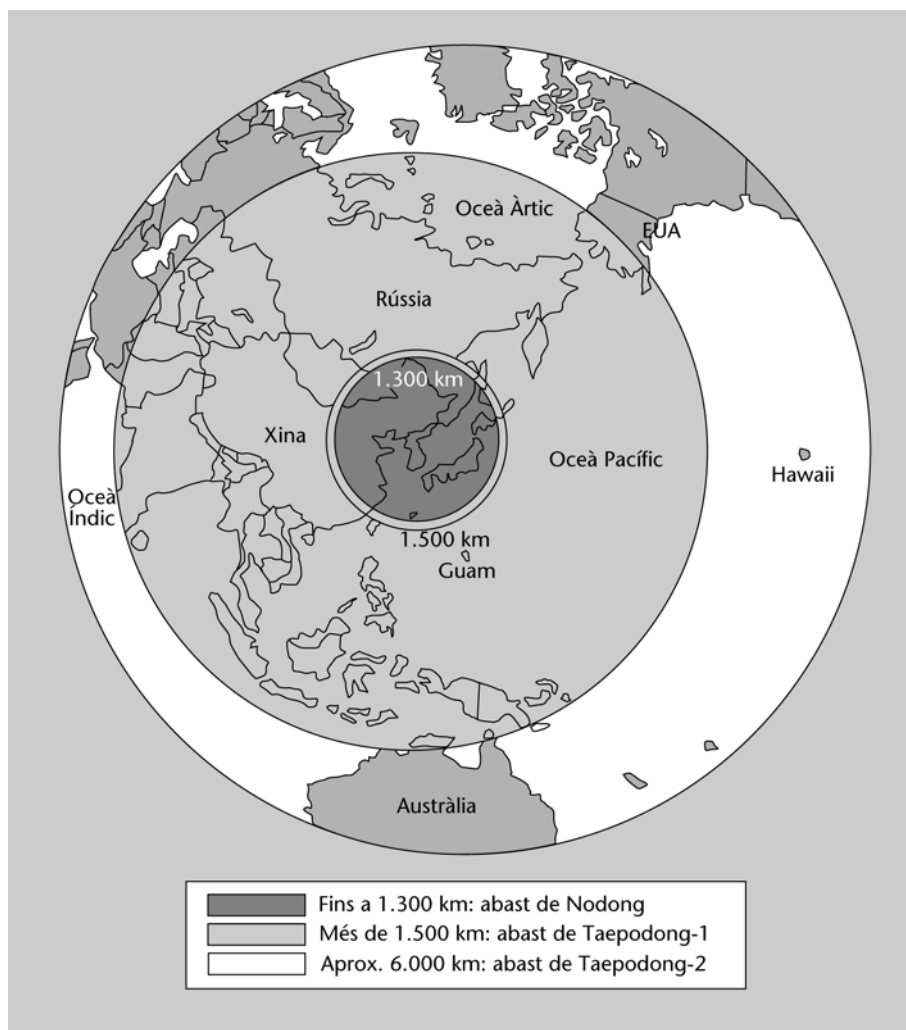 Oceà Àrtic
EUA
Rússia
1.300 km
Xina
Oceà Pacífic
Hawaii
Oceà
Índic
1.500 km
Guam
Austràlia
Fins a 1.300 km: abast de Nodong
Més de 1.500 km: abast de Taepodong-1
Aprox. 6.000 km: abast de Taepodong-2